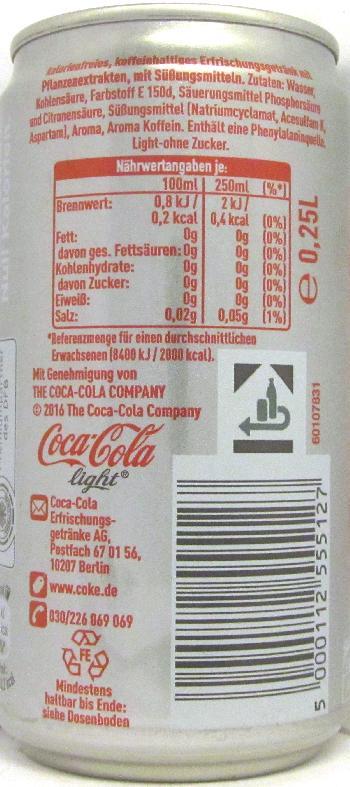 Kalorienfreies, koffeinhaltiges Erfrischungsgetränk mit
Pflanzenextrakten, mit Süßungsmitteln. Zutaten: Wasser,
Kohlensäure, Farbstoff E 150d, Säuerungsmittel Phosphorsäure
und Citronensäure, Süßungsmittel (Natriumcyclamat, Acesulfam K,
Aspartam), Aroma, Aroma Koffein. Enthält eine Phenylalaninquelle.
Light-ohne Zucker.
Nährwertangaben je:
100ml 250ml (%*)
Brennwert: 0,8 kJ / 2 kJ /
0,2 kcal 0,4 kcal (0%)
Fett: 0g 0g (0%)
davon ges. Fettsäuren: 0g 0g (0%)
Kohlenhydrate: 0g 0g (0%)
davon Zucker: 0g 0g (0%)
Eiweiß: 0g 0g (0%)
Salz: 0,02g 0,05g (1%)
℮ 0,25L
*Referenzmenge für einen durchschnittlichen
Erwachsenen (8400 kJ / 2000 kcal).
Mit Genehmigung von
THE COCA-COLA COMPANY
© 2016 The Coca-Cola Company
Coca-Cola
light®
Coca-Cola
Erfrischungs-
getränke AG,
Postfach 67 01 56,
10207 Berlin
www.coke.de
030/226 069 069
FE
Mindestens
haltbar bis Ende:
siehe Dosenboden
60107831
5 000112 555127
Null Kalorien
des DFB